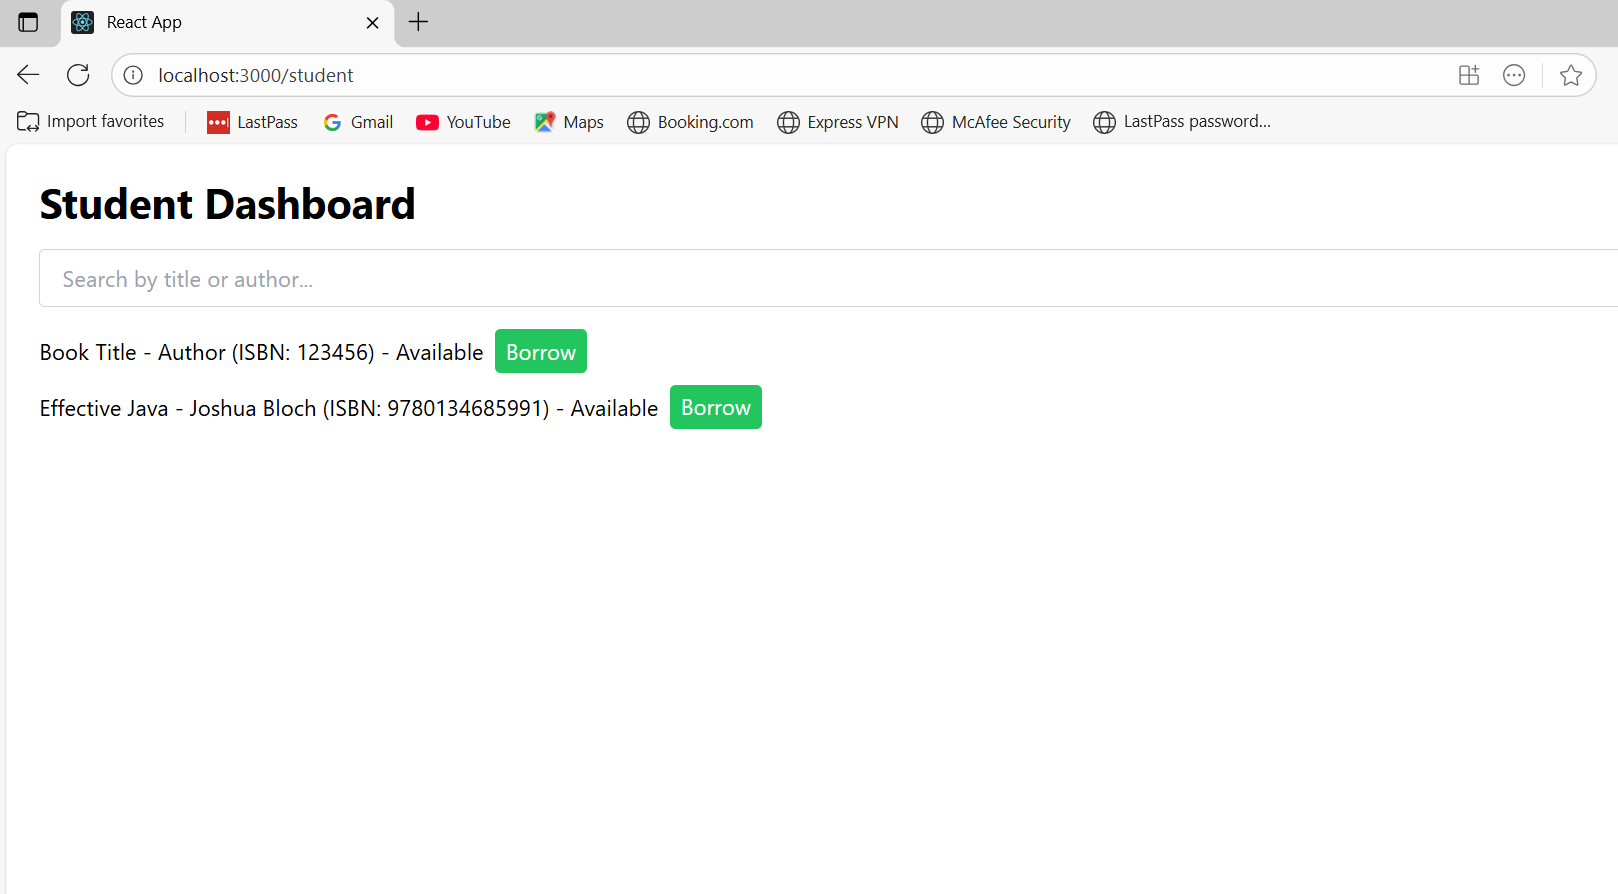 React App
localhost:3000/student
Import favorites LastPass Gmail YouTube Maps Booking.com Express VPN McAfee Security LastPass password...
Student Dashboard
Search by title or author...
Book Title - Author (ISBN: 123456) - Available Borrow
Effective Java - Joshua Bloch (ISBN: 9780134685991) - Available Borrow